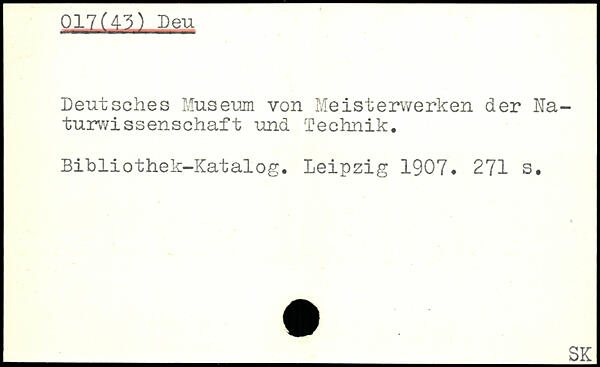 017(43) Deu
Deutsches Museum von Meisterwerken der Na-
turwissenschaft und Technik.
Bibliothek-Katalog. Leipzig 1907. 271 s.
SK